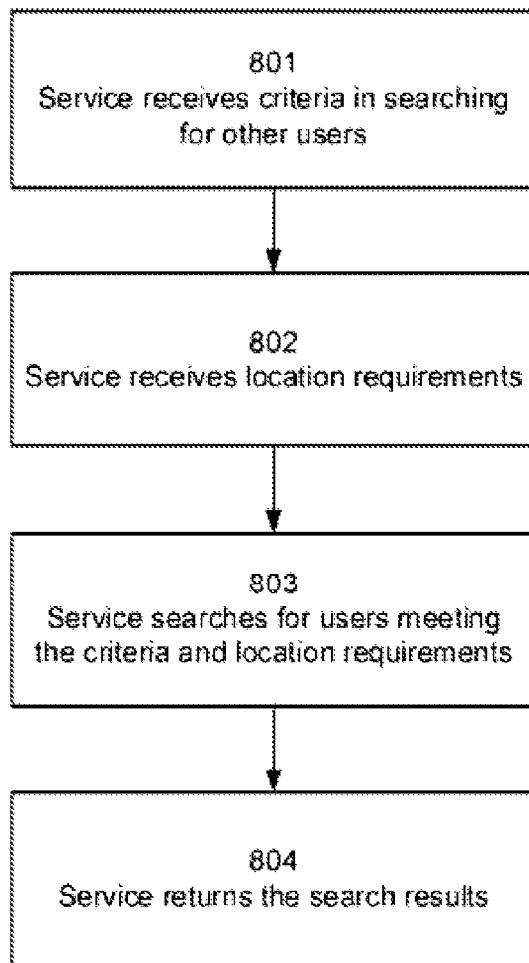 801
Service receives criteria in searching
for other users
802
Service receives location requirements
803
Service searches for users meeting
the criteria and location requirements
804
Service returns the search results